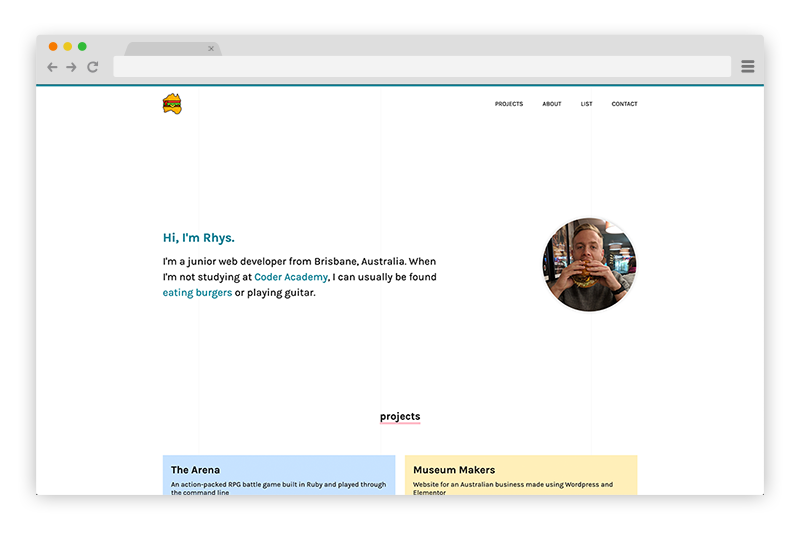 PROJECTS ABOUT LIST CONTACT
Hi, I'm Rhys.
I'm a junior web developer from Brisbane, Australia. When
I'm not studying at Coder Academy, I can usually be found
eating burgers or playing guitar.
projects
The Arena
An action-packed RPG battle game built in Ruby and played through
the command line
Museum Makers
Website for an Australian business made using Wordpress and
Elementor